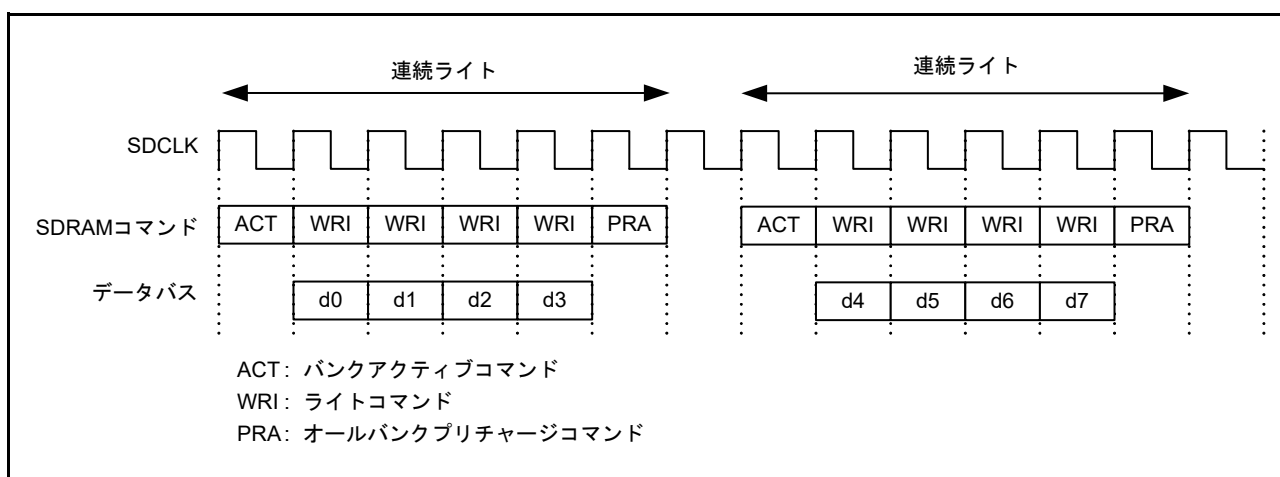 連続ライト 連続ライト
SDCLK
SDRAMコマンド ACT WRI WRI WRI WRI PRA ACT WRI WRI WRI WRI PRA
データバス d0 d1 d2 d3 d4 d5 d6 d7
ACT: バンクアクティブコマンド
WRI: ライトコマンド
PRA: オールバンクプリチャージコマンド